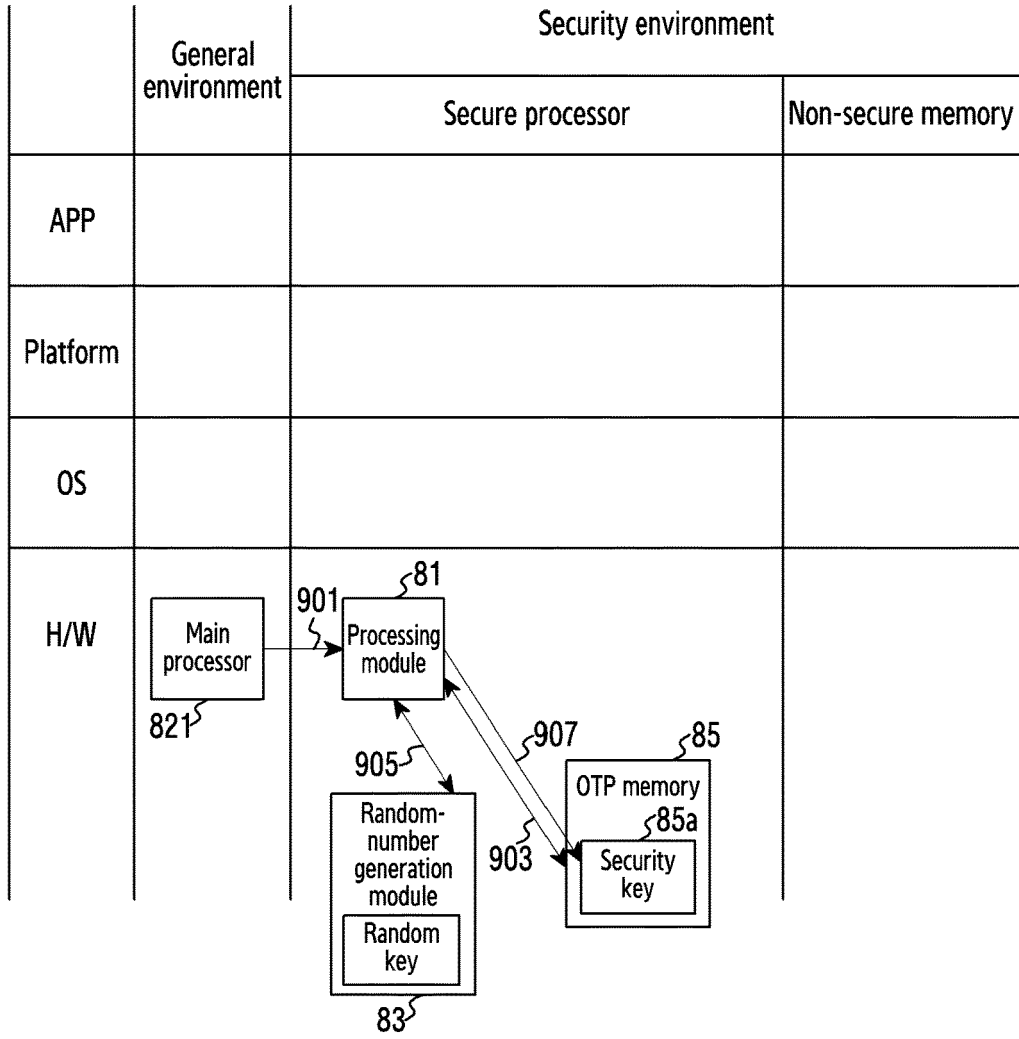 Security environment
General
environment
Secure processor
Non-secure memory
APP
Platform
OS
H/W
81
901
Main
processor
Processing
module
821
907
85
905
OTP memory
Random-
number
generation
module
85a
903
Security
key
Random
key
83